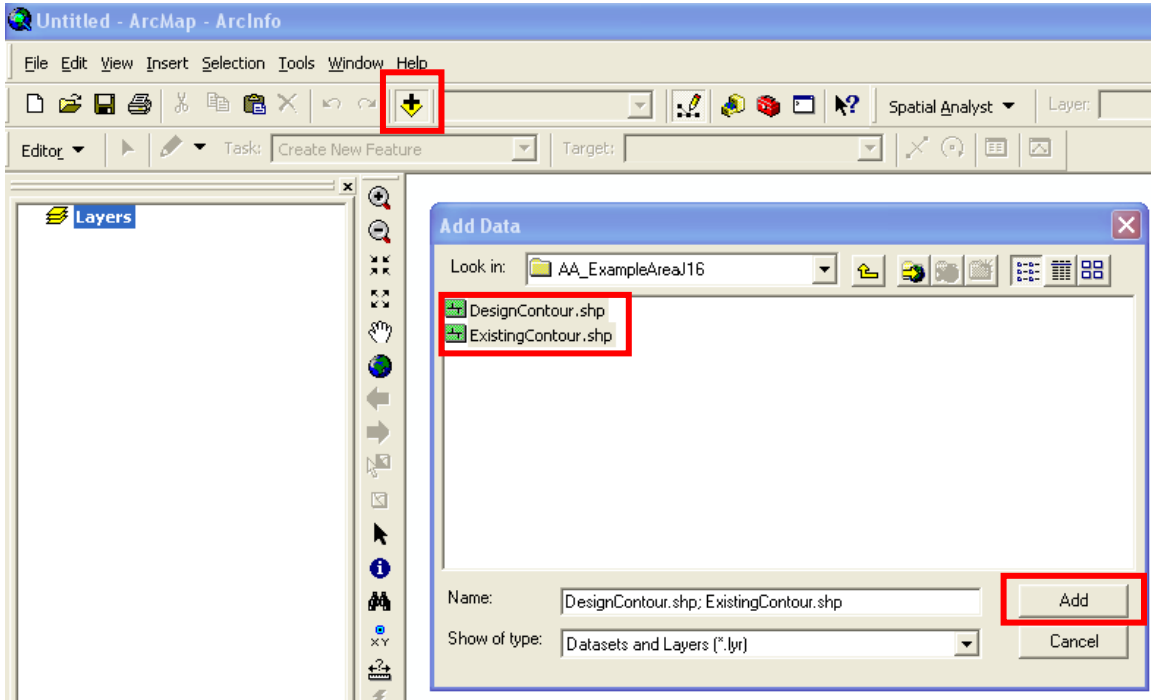 Untitled - ArcMap - ArcInfo
File Edit View Insert Selection Tools Window Help
Spatial Analyst Layer:
Editor Task: Create New Feature Target:
Layers
Add Data
Look in: AA_ExampleAreaJ16
DesignContour.shp
ExistingContour.shp
Name: DesignContour.shp; ExistingContour.shp Add
Show of type: Datasets and Layers (*.lyr) Cancel
XY